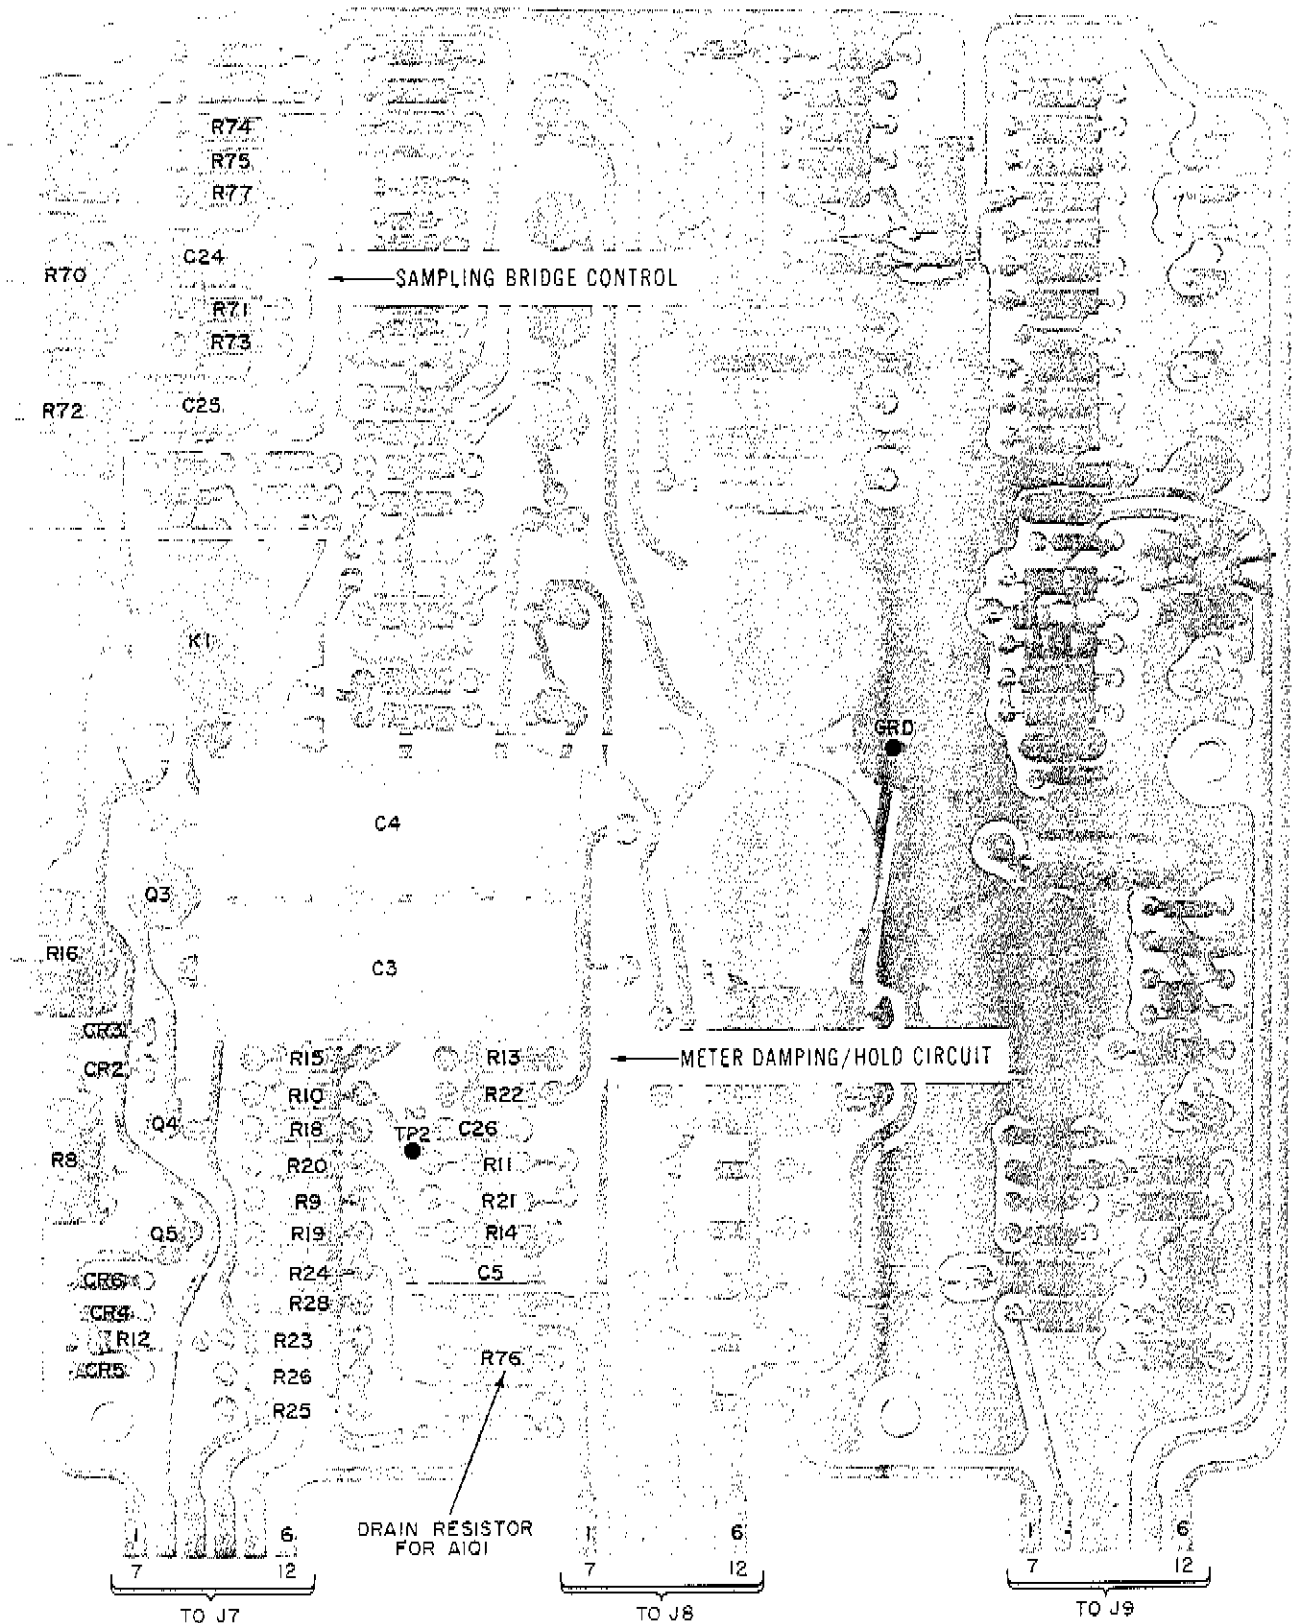 R74
R75
R77
C24
R70
SAMPLING BRIDGE CONTROL
R71
R73
R72
C25
K1
GRD
C4
Q3
R16
C3
CR3
R15
R13
METER DAMPING/HOLD CIRCUIT
CR2
R10
R22
Q4
R18
TP2
C26
R8
R20
R11
R9
R21
Q5
R19
R14
CR6
R24
C5
CR4
R28
R12
R23
R76
CR5
R26
R25
DRAIN RESISTOR
FOR A1Q1
1 6
7 12
TO J7
1 6
7 12
TO J8
1 6
7 12
TO J9